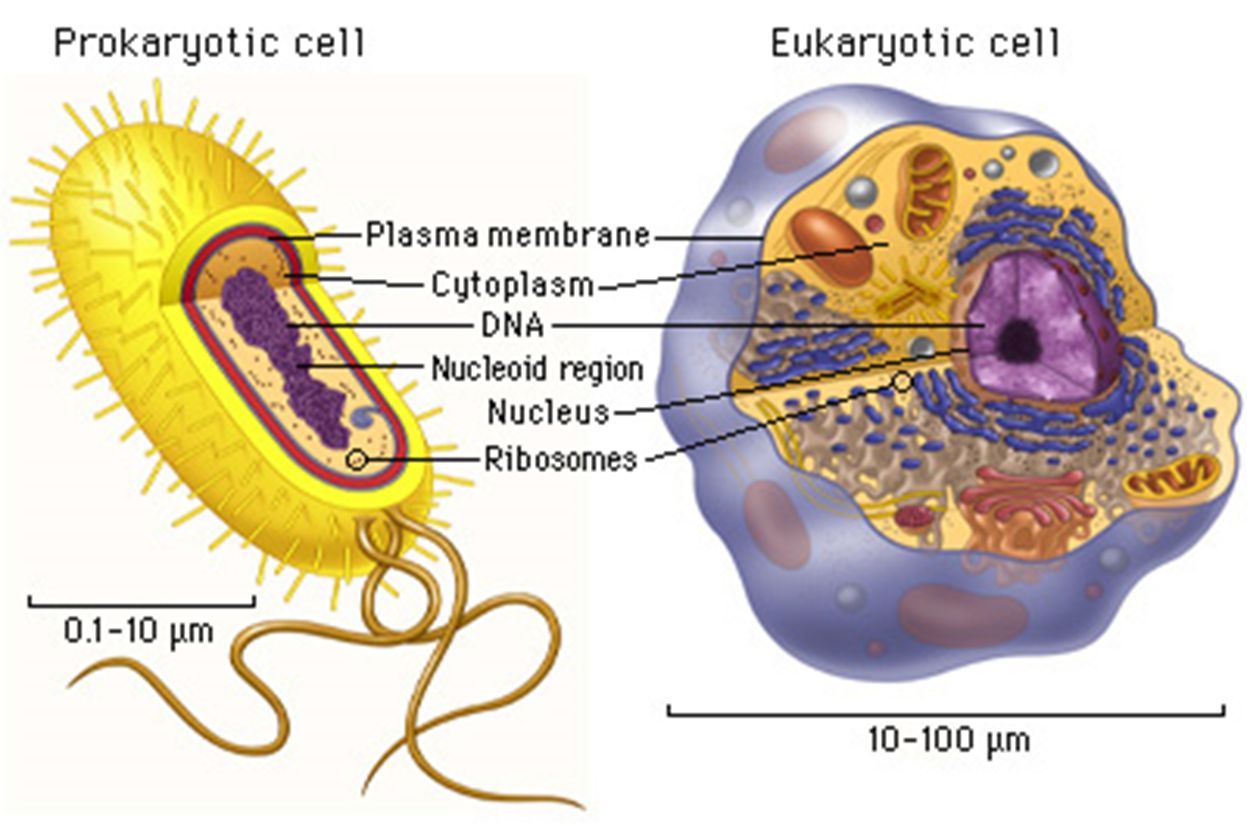 Prokaryotic cell
Eukaryotic cell
Plasma membrane
Cytoplasm
DNA
Nucleoid region
Nucleus
Ribosomes
0.1-10 µm
10-100 µm